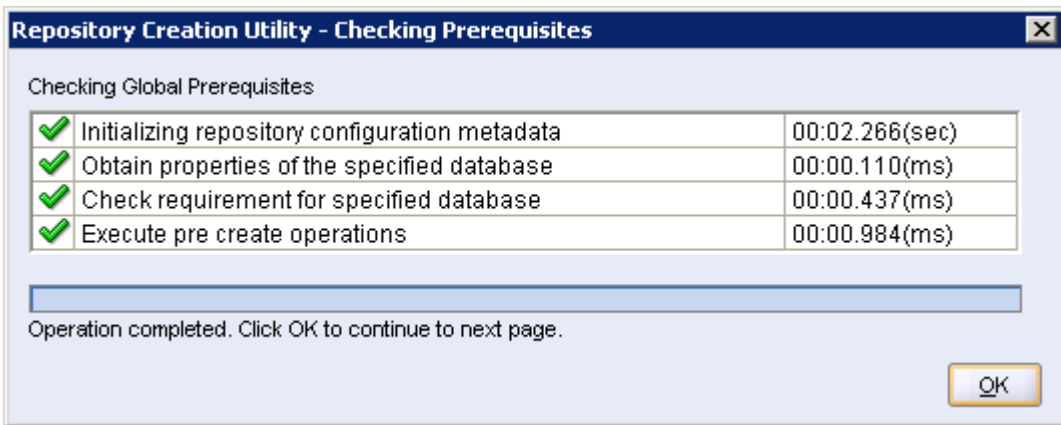 Repository Creation Utility - Checking Prerequisites
Checking Global Prerequisites
Initializing repository configuration metadata 00:02.266(sec)
Obtain properties of the specified database 00:00.110(ms)
Check requirement for specified database 00:00.437(ms)
Execute pre create operations 00:00.984(ms)
Operation completed. Click OK to continue to next page.
OK